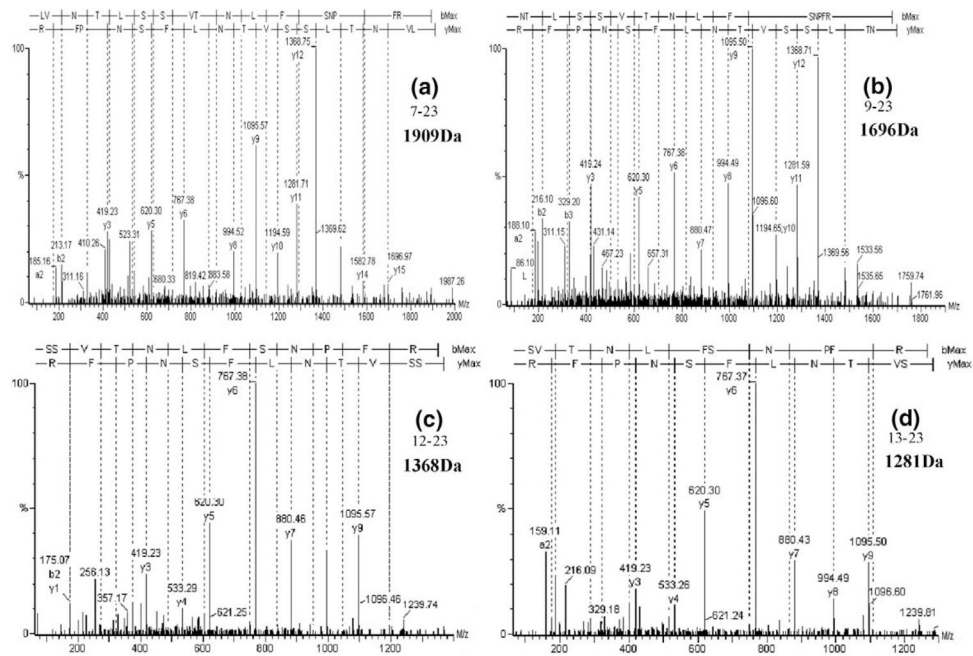 LV N T L S S VT N L F SNP FR bMax
R FP N S F L N T V S S L T N VL yMax
100
1368.75
y12
(a)
7-23
1909Da
1095.57
y9
%
419.23
y3
620.30
y5
767.38
y6
1281.71
y11
410.26
523.31
213.17
b2
185.16
a2
311.16
680.33
819.42
883.58
994.52
y8
1194.59
y10
1369.62
1582.78
y14
1696.97
y15
1987.26
0
200 400 600 800 1000 1200 1400 1600 1800 2000 M/z
NT L S S V T N L F SNPFR bMax
R F P N S F L N T V S S L TN yMax
100
1095.50
y9
1368.71
y12
(b)
9-23
1696Da
%
419.24
y3
620.30
y5
767.38
y6
994.49
y8
1281.59
y11
216.10
b2
329.20
b3
188.10
a2
311.15
431.14
86.10
L
467.23
657.31
880.47
y7
1096.60
1194.65,y10
1369.56
1533.56
1535.65
1759.74
1761.96
0
200 400 600 800 1000 1200 1400 1600 1800 M/z
SS V T N L F S N P F R bMax
R F P N S F L N T V SS yMax
100
767.38
y6
(c)
12-23
1368Da
%
620.30
y5
880.46
y7
1095.57
y9
175.07
b2
y1
256.13
357.17
419.23
y3
533.29
y4
621.25
1096.46
1239.74
0
200 400 600 800 1000 1200 M/z
SV T N L FS N PF R bMax
R F P N S F L N T VS yMax
100
767.37
y6
(d)
13-23
1281Da
%
620.30
y5
159.11
a2
216.09
329.18
419.23
y3
533.26
y4
621.24
880.43
y7
994.49
y8
1095.50
y9
1096.60
1239.81
0
200 400 600 800 1000 1200 M/z